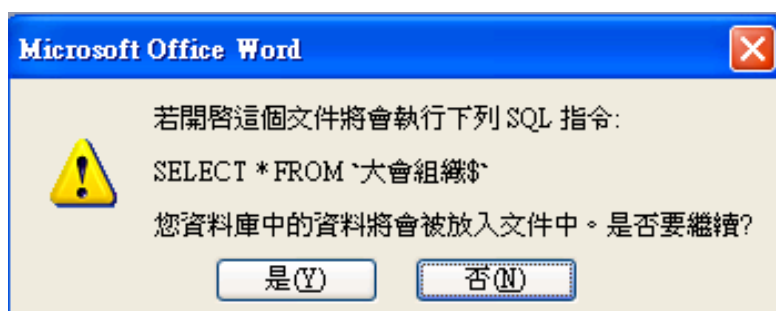 Microsoft Office Word
若開啓這個文件將會執行下列 SQL 指令:
SELECT * FROM `大會組織$`
您資料庫中的資料將會被放入文件中。是否要繼續?
是(Y) 否(N)